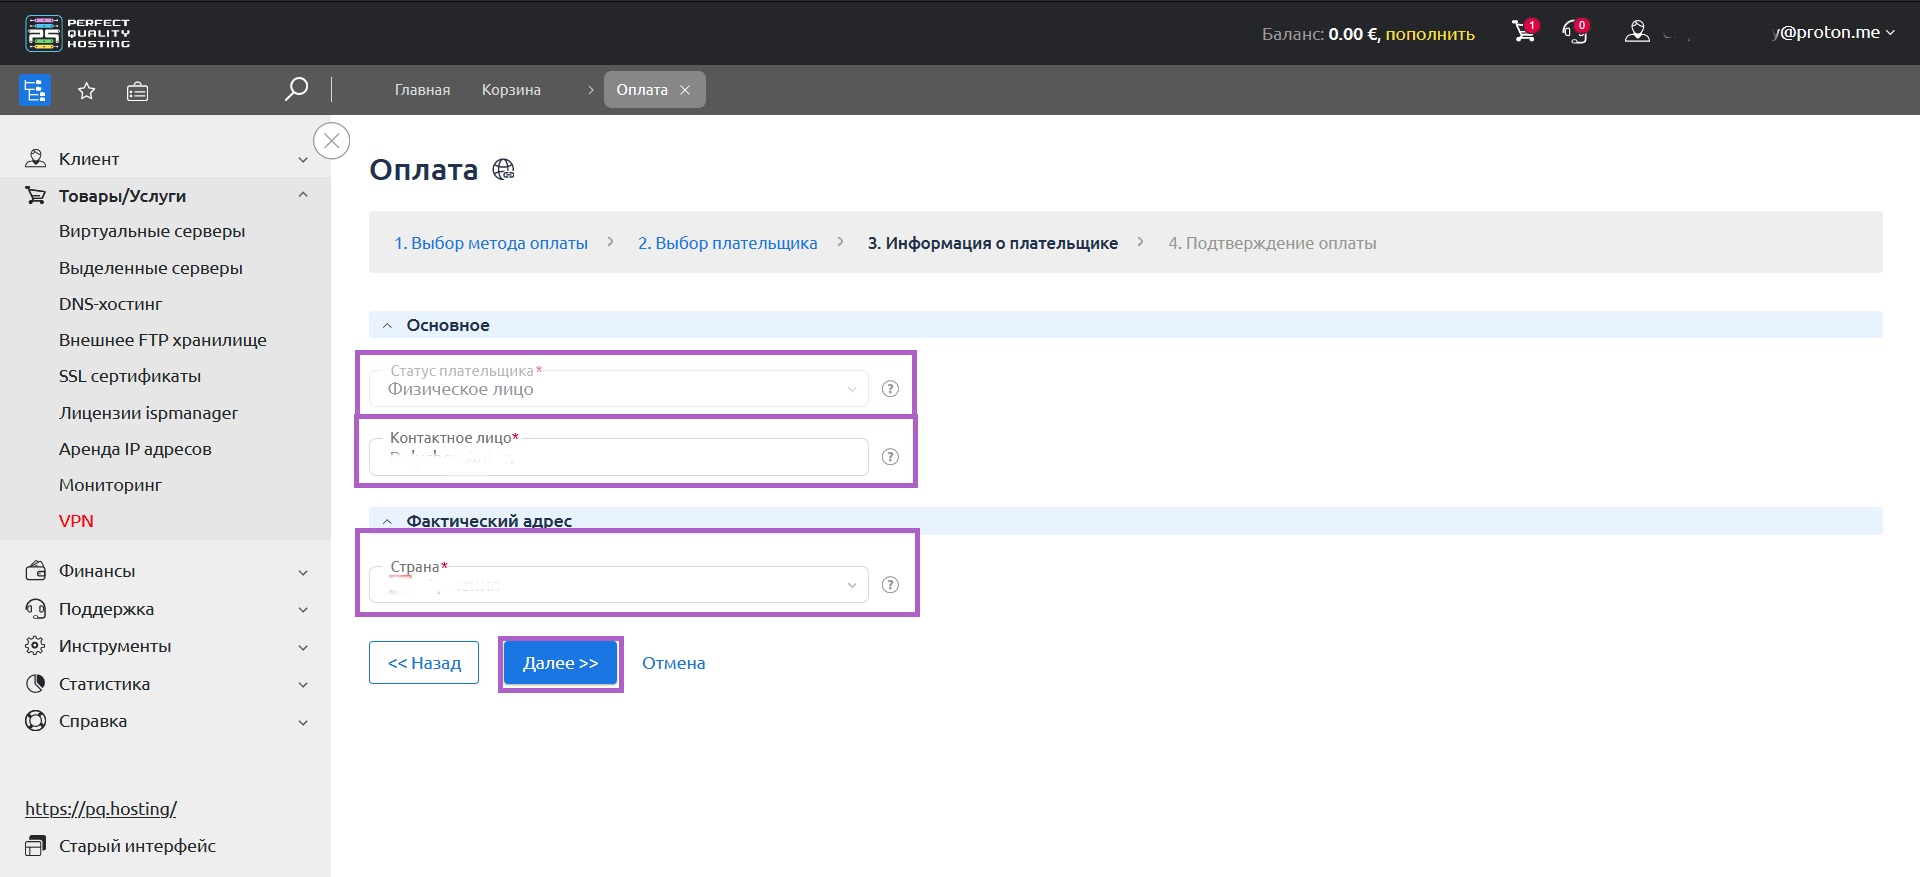 PERFECT
QUALITY
HOSTING
Баланс: 0.00 €, пополнить
1
0
@proton.me
Главная
Корзина
Оплата
Клиент
Товары/Услуги
Виртуальные серверы
Выделенные серверы
DNS-хостинг
Внешнее FTP хранилище
SSL сертификаты
Лицензии ispmanager
Аренда IP адресов
Мониторинг
VPN
Финансы
Поддержка
Инструменты
Статистика
Справка
https://pq.hosting/
Старый интерфейс
Оплата
1. Выбор метода оплаты
2. Выбор плательщика
3. Информация о плательщике
4. Подтверждение оплаты
Основное
Статус плательщика*
Физическое лицо
?
Контактное лицо*
?
Фактический адрес
Страна*
?
<< Назад
Далее >>
Отмена